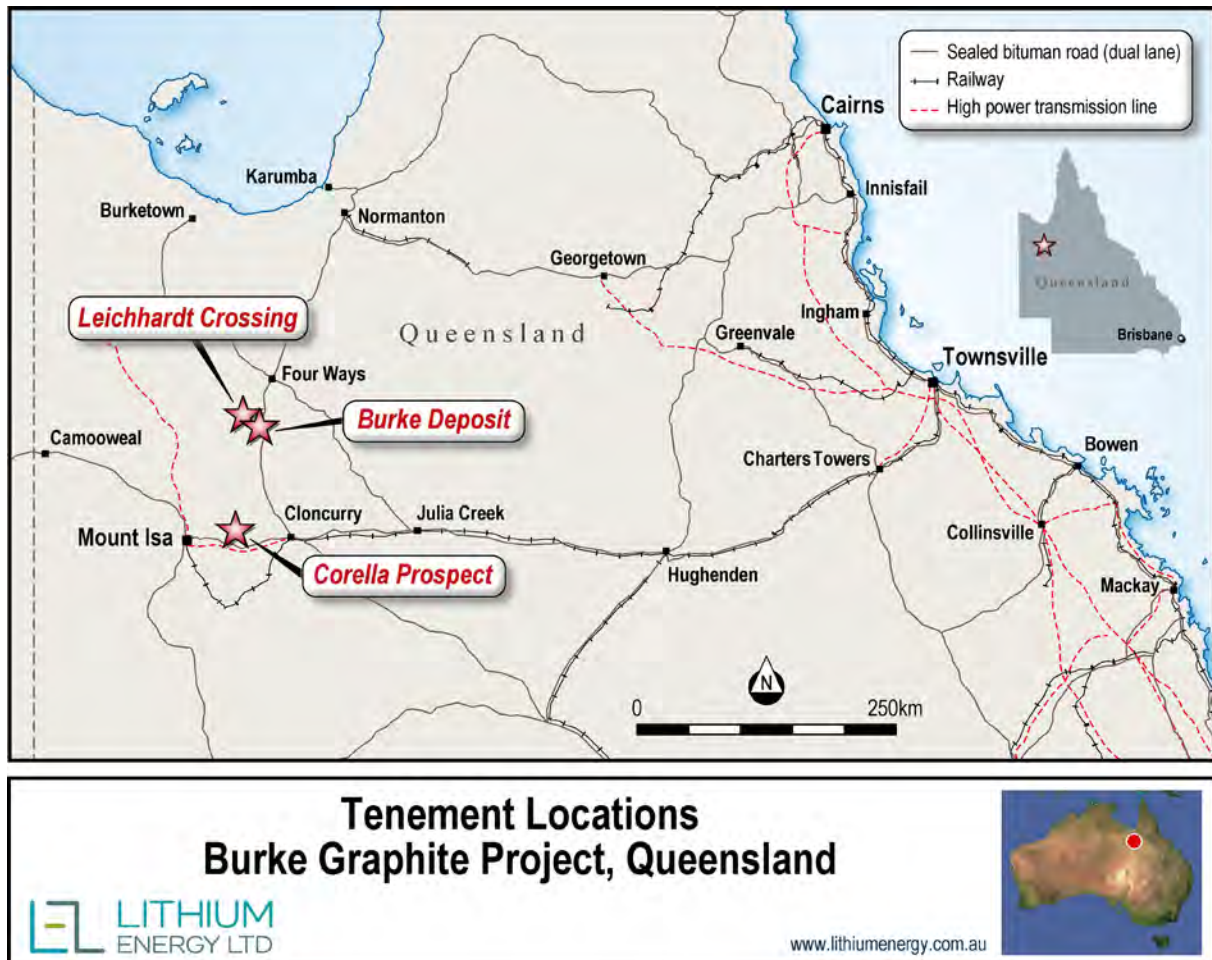 Sealed bituman road (dual lane)
Railway
High power transmission line
Cairns
Karumba
Innisfail
Burketown
Normanton
Georgetown
Queensland
Leichhardt Crossing
Queensland
Ingham
Greenvale
Brisbane
Four Ways
Townsville
Burke Deposit
Camooweal
Charters Towers
Bowen
Cloncurry
Julia Creek
Mount Isa
Collinsville
Corella Prospect
Hughenden
Mackay
N
0 250km
Tenement Locations
Burke Graphite Project, Queensland
LEL LITHIUM
ENERGY LTD
www.lithiumenergy.com.au